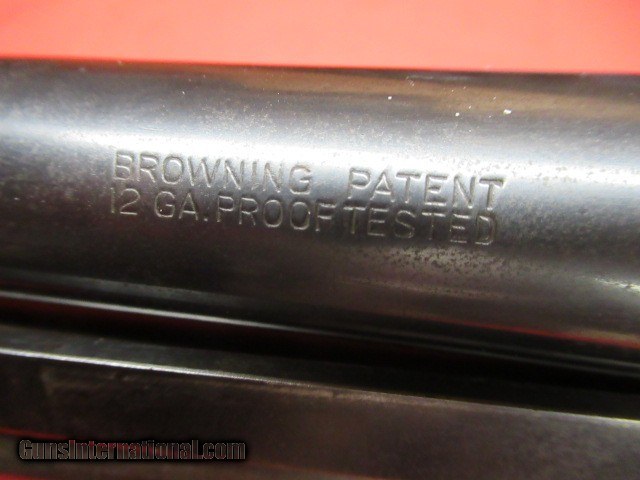 BROWNING PATENT
12 GA. PROOF TESTED
GunsInternational.com